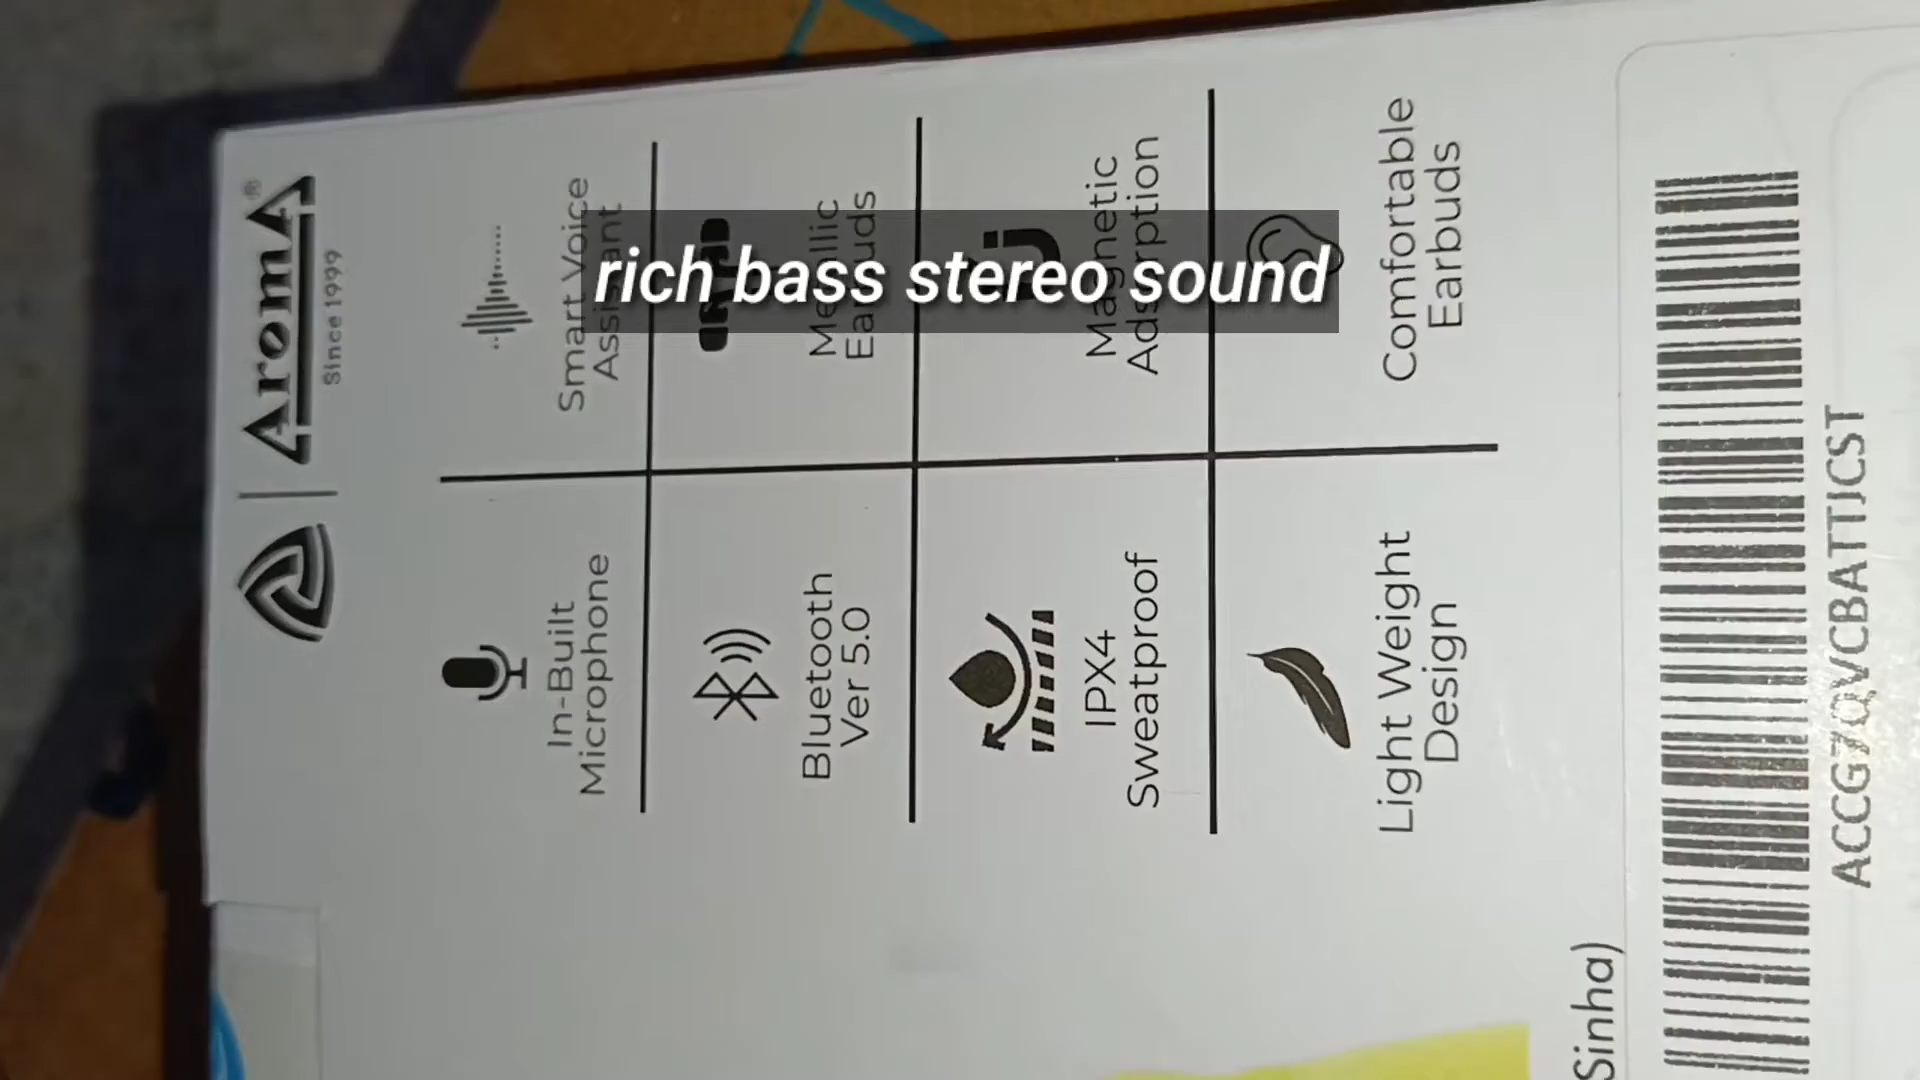 rich bass stereo sound
AromA®
Since 1999
In-Built
Microphone
Smart Voice
Assistant
Bluetooth
Ver 5.0
Metallic
Earbuds
IPX4
Sweatproof
Magnetic
Adsorption
Light Weight
Design
Comfortable
Earbuds
Sinha)
ACCG7QVCBATTJCST